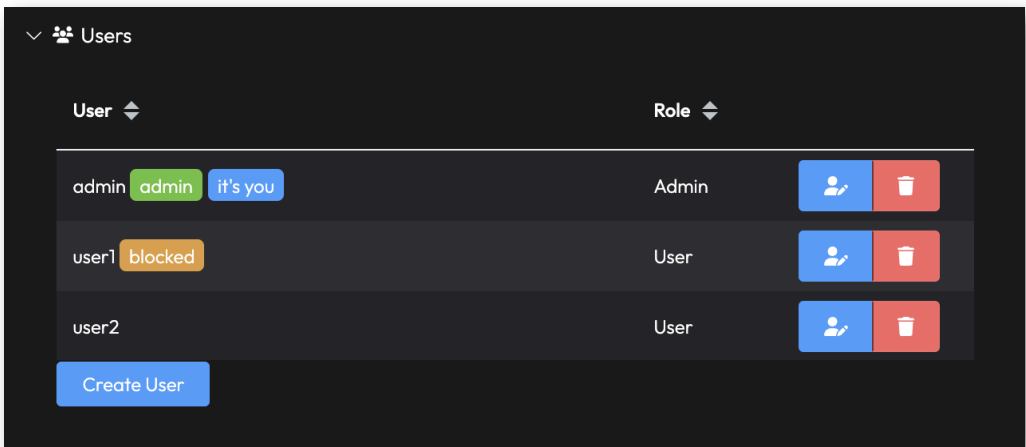 Users
User Role
admin admin it's you Admin
user1 blocked User
user2 User
Create User